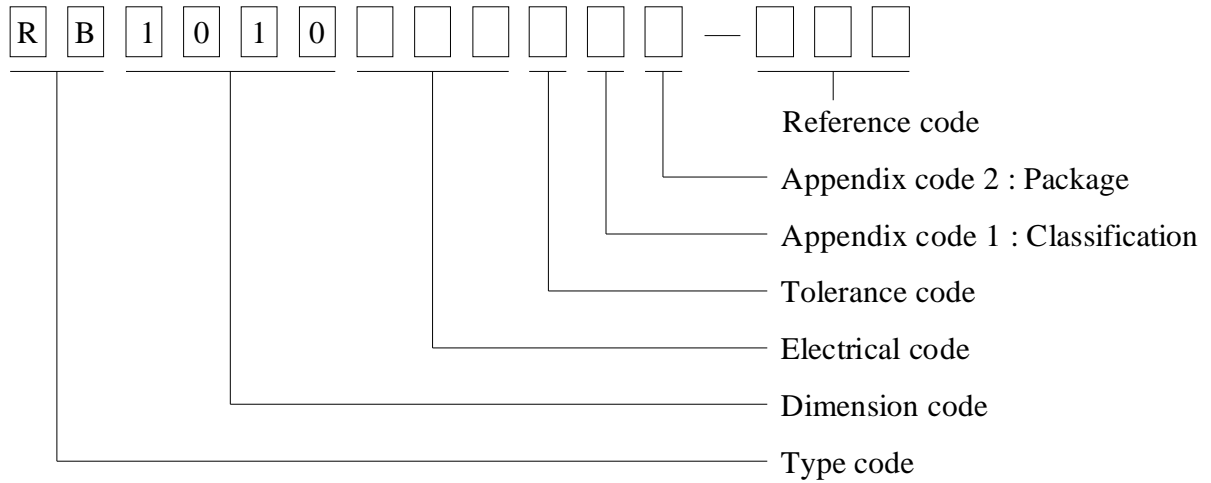 R B 1 0 1 0 —
Reference code
Appendix code 2 : Package
Appendix code 1 : Classification
Tolerance code
Electrical code
Dimension code
Type code